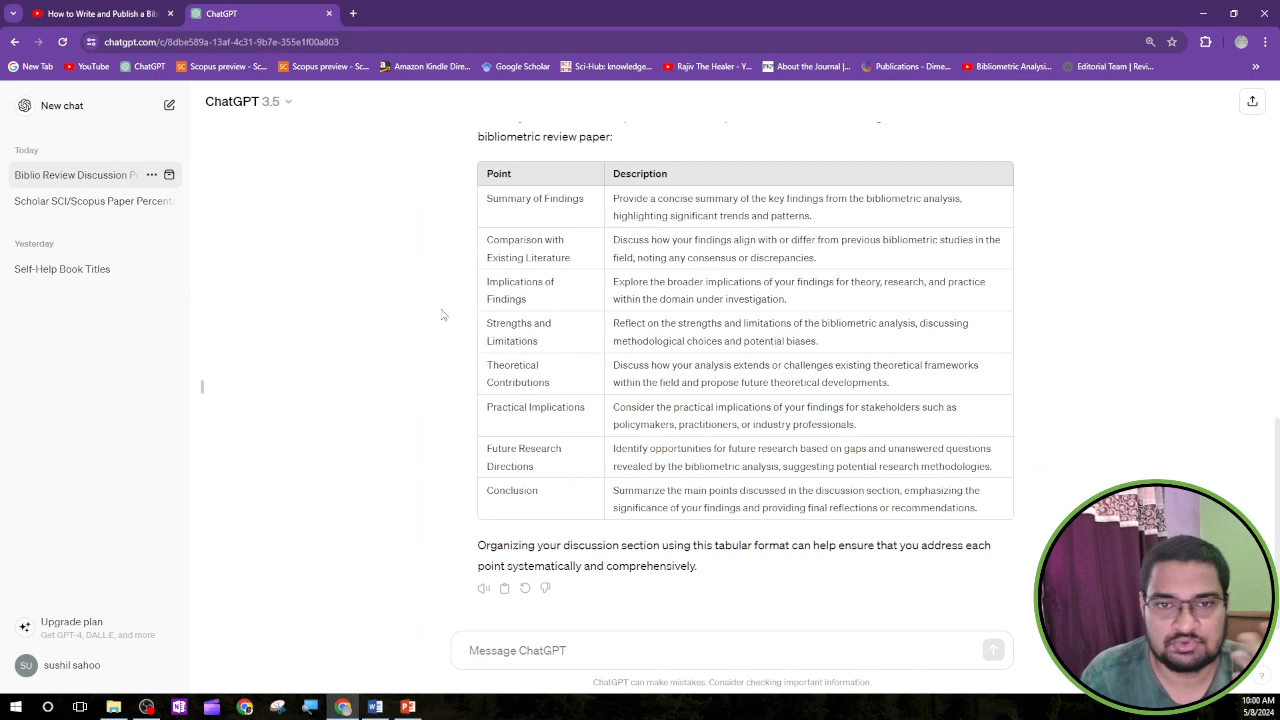 How to Write and Publish a Bib
ChatGPT
chatgpt.com/c/8dbe589a-13af-4c31-9b7e-355e1f00a803
New Tab
YouTube
ChatGPT
Scopus preview - Sc...
Scopus preview - Sc...
Amazon Kindle Dire...
Google Scholar
Sci-Hub: knowledge...
Rajiv The Healer - Y...
About the Journal |...
Publications - Dime...
Bibliometric Analysi...
Editorial Team | Revi...
New chat
ChatGPT 3.5
Today
Biblio Review Discussion Po
Scholar SCI/Scopus Paper Percenta
Yesterday
Self-Help Book Titles
bibliometric review paper:
Point Description
Summary of Findings Provide a concise summary of the key findings from the bibliometric analysis,
highlighting significant trends and patterns.
Comparison with Discuss how your findings align with or differ from previous bibliometric studies in the
Existing Literature field, noting any consensus or discrepancies.
Implications of Explore the broader implications of your findings for theory, research, and practice
Findings within the domain under investigation.
Strengths and Reflect on the strengths and limitations of the bibliometric analysis, discussing
Limitations methodological choices and potential biases.
Theoretical Discuss how your analysis extends or challenges existing theoretical frameworks
Contributions within the field and propose future theoretical developments.
Practical Implications Consider the practical implications of your findings for stakeholders such as
policymakers, practitioners, or industry professionals.
Future Research Identify opportunities for future research based on gaps and unanswered questions
Directions revealed by the bibliometric analysis, suggesting potential research methodologies.
Conclusion Summarize the main points discussed in the discussion section, emphasizing the
significance of your findings and providing final reflections or recommendations.
Organizing your discussion section using this tabular format can help ensure that you address each
point systematically and comprehensively.
Upgrade plan
Get GPT-4, DALL·E, and more
SU sushil sahoo
Message ChatGPT
ChatGPT can make mistakes. Consider checking important information.
10:00 AM
5/8/2024